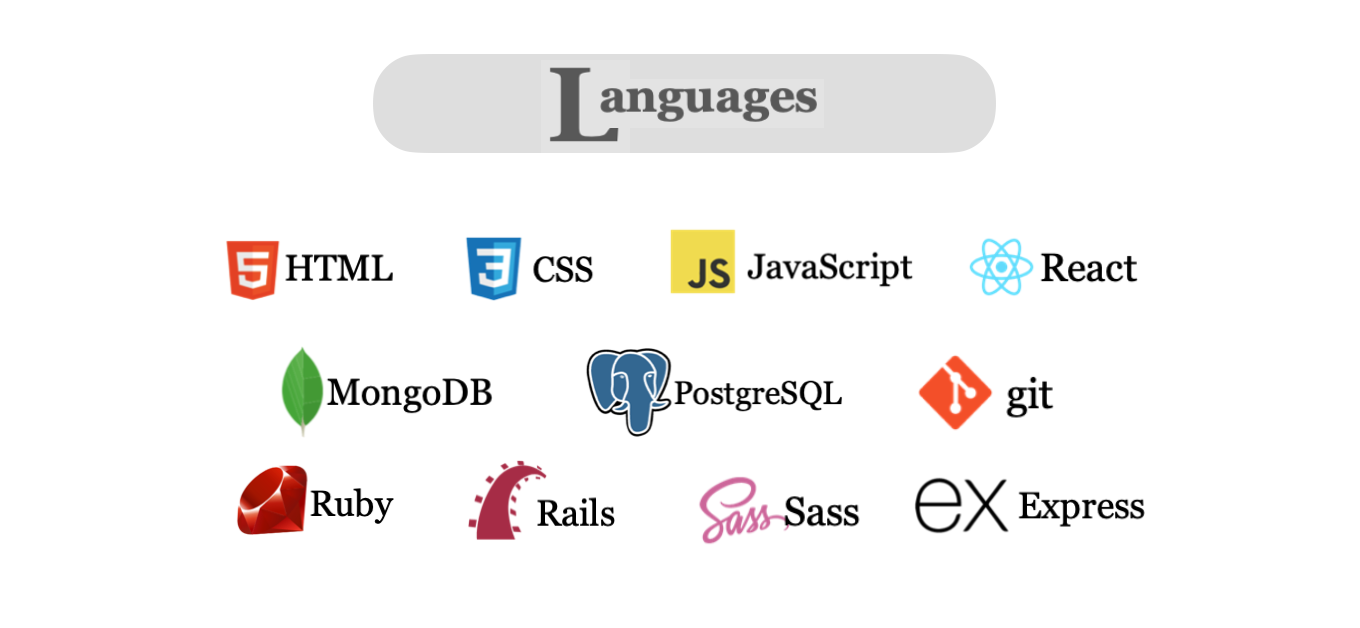 Languages
5 HTML 3 CSS JS JavaScript React
MongoDB PostgreSQL git
Ruby Rails Sass Sass ex Express